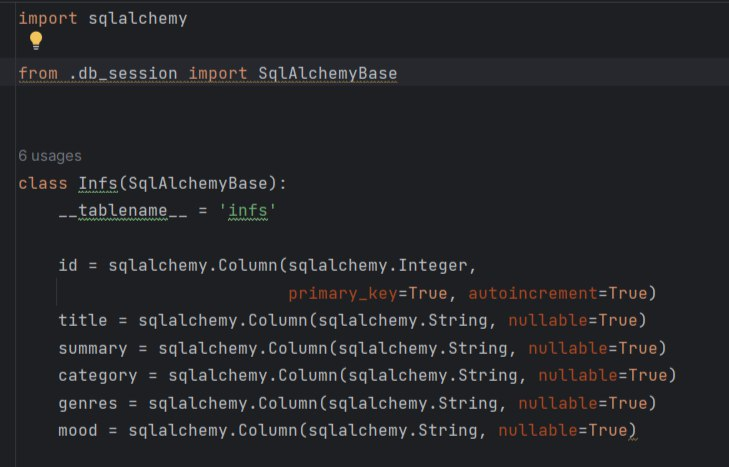 import sqlalchemy
from .db_session import SqlAlchemyBase
6 usages
class Infs(SqlAlchemyBase):
    __tablename__ = 'infs'
    id = sqlalchemy.Column(sqlalchemy.Integer,
                           primary_key=True, autoincrement=True)
    title = sqlalchemy.Column(sqlalchemy.String, nullable=True)
    summary = sqlalchemy.Column(sqlalchemy.String, nullable=True)
    category = sqlalchemy.Column(sqlalchemy.String, nullable=True)
    genres = sqlalchemy.Column(sqlalchemy.String, nullable=True)
    mood = sqlalchemy.Column(sqlalchemy.String, nullable=True)